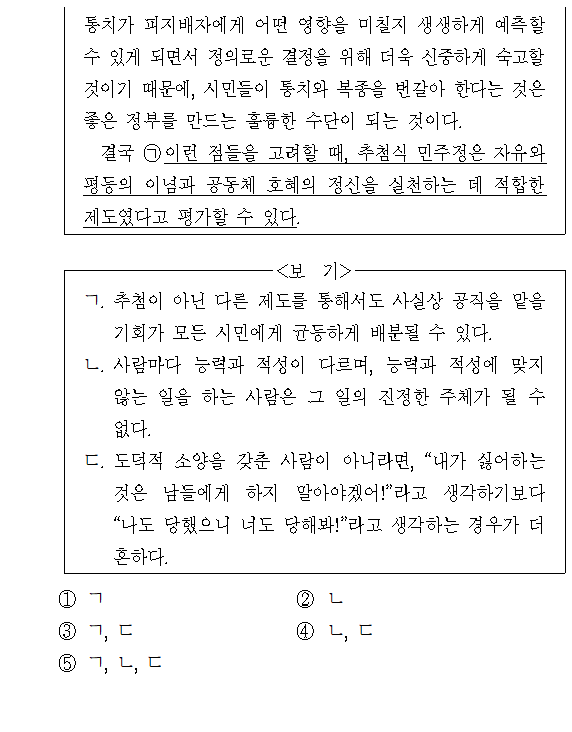 통치가 피지배자에게 어떤 영향을 미칠지 생생하게 예측할
수 있게 되면서 정의로운 결정을 위해 더욱 신중하게 숙고할
것이기 때문에, 시민들이 통치와 복종을 번갈아 한다는 것은
좋은 정부를 만드는 훌륭한 수단이 되는 것이다.
결국 ㉠이런 점들을 고려할 때, 추첨식 민주정은 자유와
평등의 이념과 공동체 호혜의 정신을 실천하는 데 적합한
제도였다고 평가할 수 있다.
<보 기>
ㄱ. 추첨이 아닌 다른 제도를 통해서도 사실상 공직을 맡을
기회가 모든 시민에게 균등하게 배분될 수 있다.
ㄴ. 사람마다 능력과 적성이 다르며, 능력과 적성에 맞지
않는 일을 하는 사람은 그 일의 진정한 주체가 될 수
없다.
ㄷ. 도덕적 소양을 갖춘 사람이 아니라면, “내가 싫어하는
것은 남들에게 하지 말아야겠어!”라고 생각하기보다
“나도 당했으니 너도 당해봐!”라고 생각하는 경우가 더
흔하다.
① ㄱ ② ㄴ
③ ㄱ, ㄷ ④ ㄴ, ㄷ
⑤ ㄱ, ㄴ, ㄷ